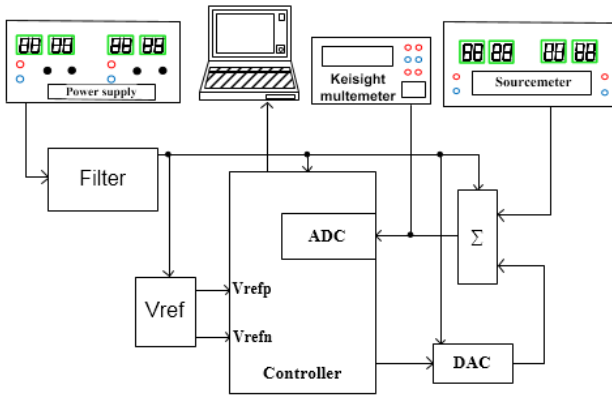 Power supply
Keisight
multemeter
Sourcemeter
Filter
ADC
Σ
Vref
Vrefp
Vrefn
Controller
DAC